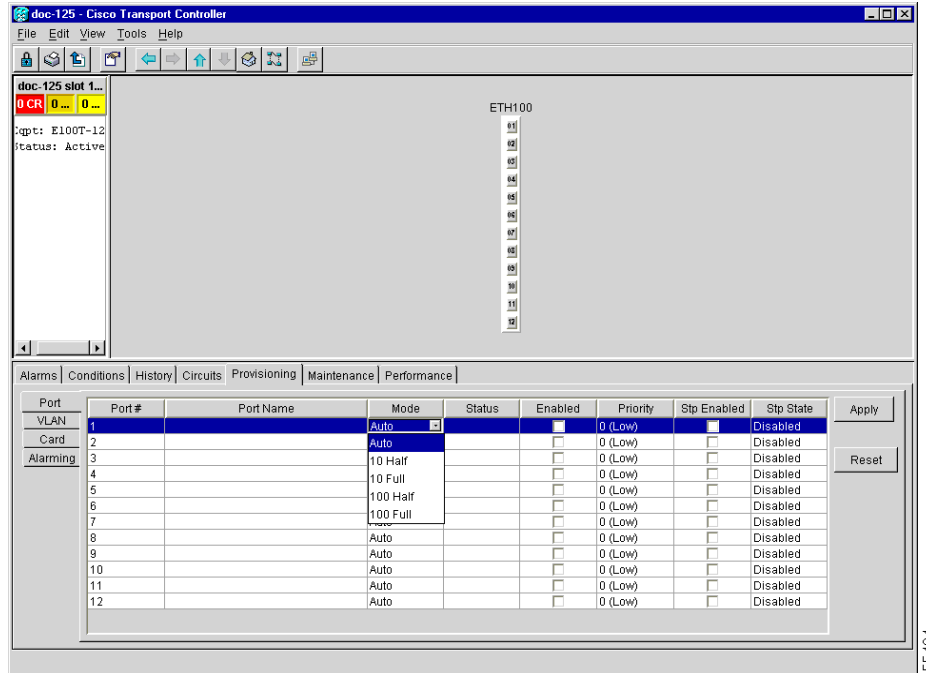 doc-125 - Cisco Transport Controller
File Edit View Tools Help
doc-125 slot 1...
0 CR 0 ... 0 ...
Eqpt: E100T-12
Status: Active
ETH100
01
02
03
04
05
06
07
08
09
10
11
12
Alarms Conditions History Circuits Provisioning Maintenance Performance
Port
VLAN
Card
Alarming
Port # Port Name Mode Status Enabled Priority Stp Enabled Stp State
1 Auto 0 (Low) Disabled
2 Auto 0 (Low) Disabled
3 10 Half 0 (Low) Disabled
4 10 Full 0 (Low) Disabled
5 100 Half 0 (Low) Disabled
6 100 Full 0 (Low) Disabled
7 0 (Low) Disabled
8 Auto 0 (Low) Disabled
9 Auto 0 (Low) Disabled
10 Auto 0 (Low) Disabled
11 Auto 0 (Low) Disabled
12 Auto 0 (Low) Disabled
Apply
Reset